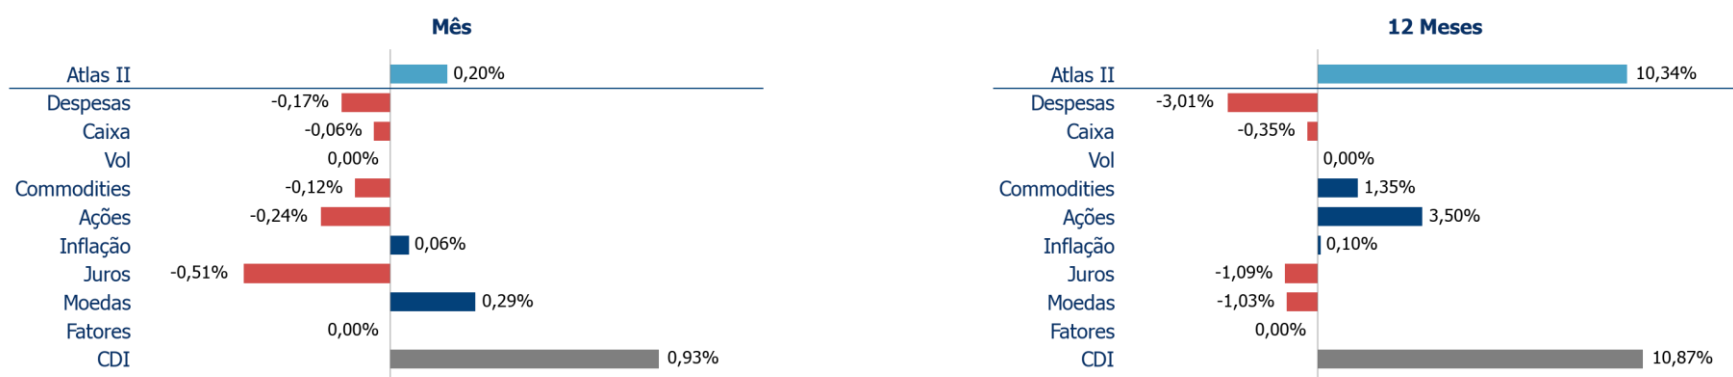 Mês
Atlas II 0,20%
Despesas -0,17%
Caixa -0,06%
Vol 0,00%
Commodities -0,12%
Ações -0,24%
Inflação 0,06%
Juros -0,51%
Moedas 0,29%
Fatores 0,00%
CDI 0,93%
12 Meses
Atlas II 10,34%
Despesas -3,01%
Caixa -0,35%
Vol 0,00%
Commodities 1,35%
Ações 3,50%
Inflação 0,10%
Juros -1,09%
Moedas -1,03%
Fatores 0,00%
CDI 10,87%